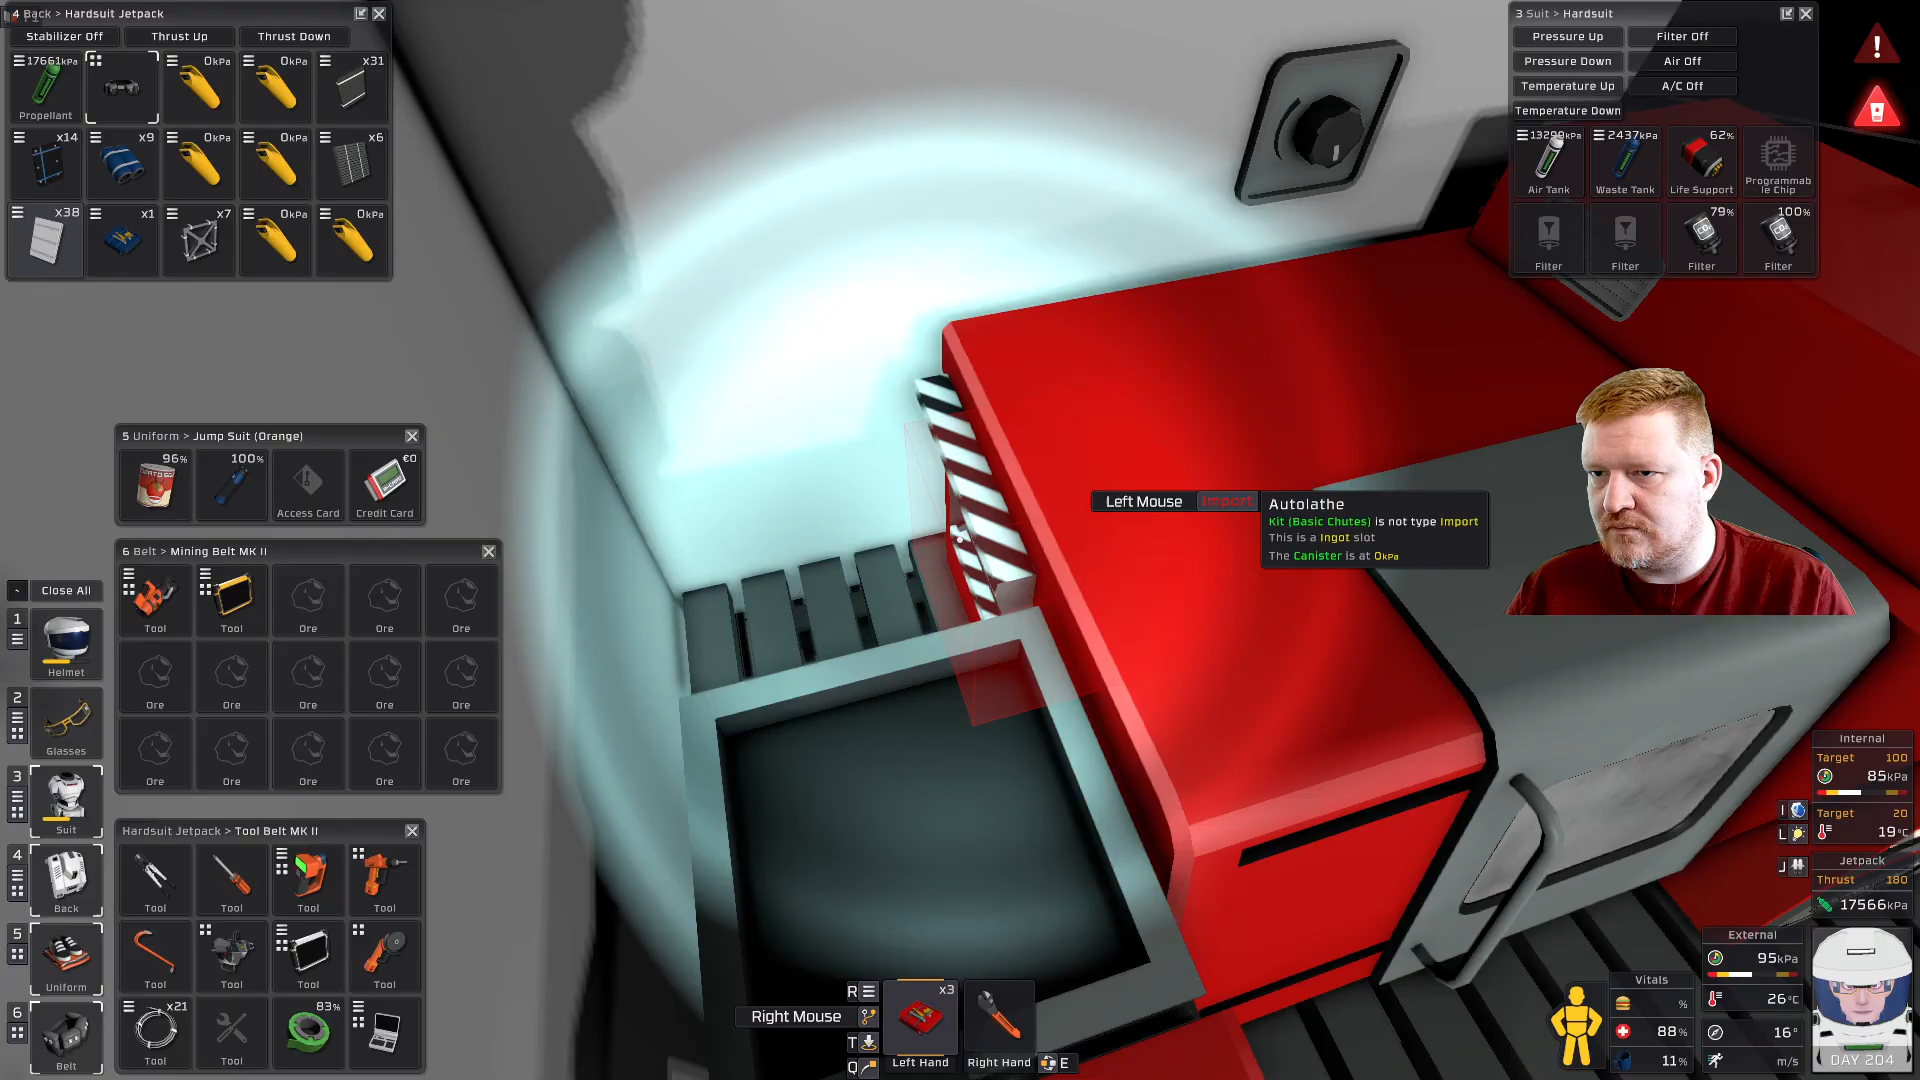 4 Back > Hardsuit Jetpack
Stabilizer Off
Thrust Up
Thrust Down
17661kPa
0kPa
0kPa
x31
Propellant
x14
x9
0kPa
0kPa
x6
x38
x1
x7
0kPa
0kPa
3 Suit > Hardsuit
Pressure Up
Filter Off
Pressure Down
Air Off
Temperature Up
A/C Off
Temperature Down
13299kPa
2437kPa
62%
Air Tank
Waste Tank
Life Support
Programmab
le Chip
79%
100%
Filter
Filter
Filter
Filter
5 Uniform > Jump Suit (Orange)
96%
100%
€0
Access Card
Credit Card
6 Belt > Mining Belt MK II
Tool
Tool
Ore
Ore
Ore
Ore
Ore
Ore
Ore
Ore
Ore
Ore
Ore
Ore
Ore
~
Close All
1
Helmet
2
Glasses
3
Suit
4
Back
5
Uniform
6
Belt
Hardsuit Jetpack > Tool Belt MK II
Tool
Tool
Tool
Tool
Tool
Tool
Tool
Tool
x21
83%
Tool
Tool
Left Mouse
Import
Autolathe
Kit (Basic Chutes) is not type Import
This is a Ingot slot
The Canister is at 0kPa
Right Mouse
R
T
Q
x3
Left Hand
Right Hand
E
Internal
Target 100
85kPa
Target 20
19°C
I
L
J
Jetpack
Thrust 180
17566kPa
External
95kPa
26°C
16°
m/s
Vitals
%
88%
11%
DAY 204